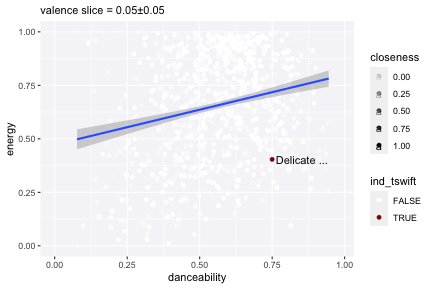 valence slice = 0.05±0.05
1.00
0.75
0.50
0.25
0.00
energy
Delicate ...
0.00
0.25
0.50
0.75
1.00
danceability
closeness
0.00
0.25
0.50
0.75
1.00
ind_tswift
FALSE
TRUE